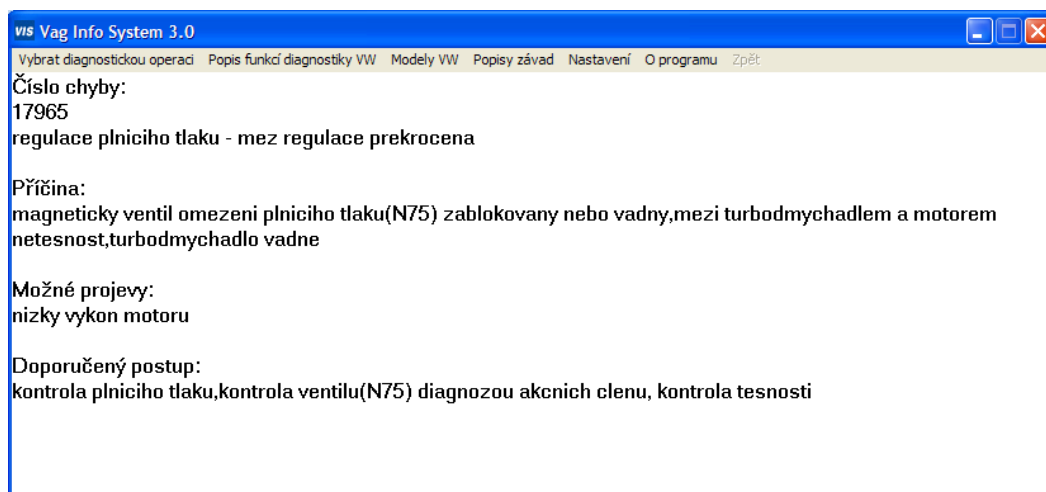 VIS Vag Info System 3.0
Vybrat diagnostickou operaci Popis funkcí diagnostiky VW Modely VW Popisy závad Nastavení O programu Zpět
Číslo chyby:
17965
regulace plniciho tlaku - mez regulace prekrocena
Příčina:
magneticky ventil omezeni plniciho tlaku(N75) zablokovany nebo vadny,mezi turbodmychadlem a motorem
netesnost,turbodmychadlo vadne
Možné projevy:
nizky vykon motoru
Doporučený postup:
kontrola plniciho tlaku,kontrola ventilu(N75) diagnozou akcnich clenu, kontrola tesnosti